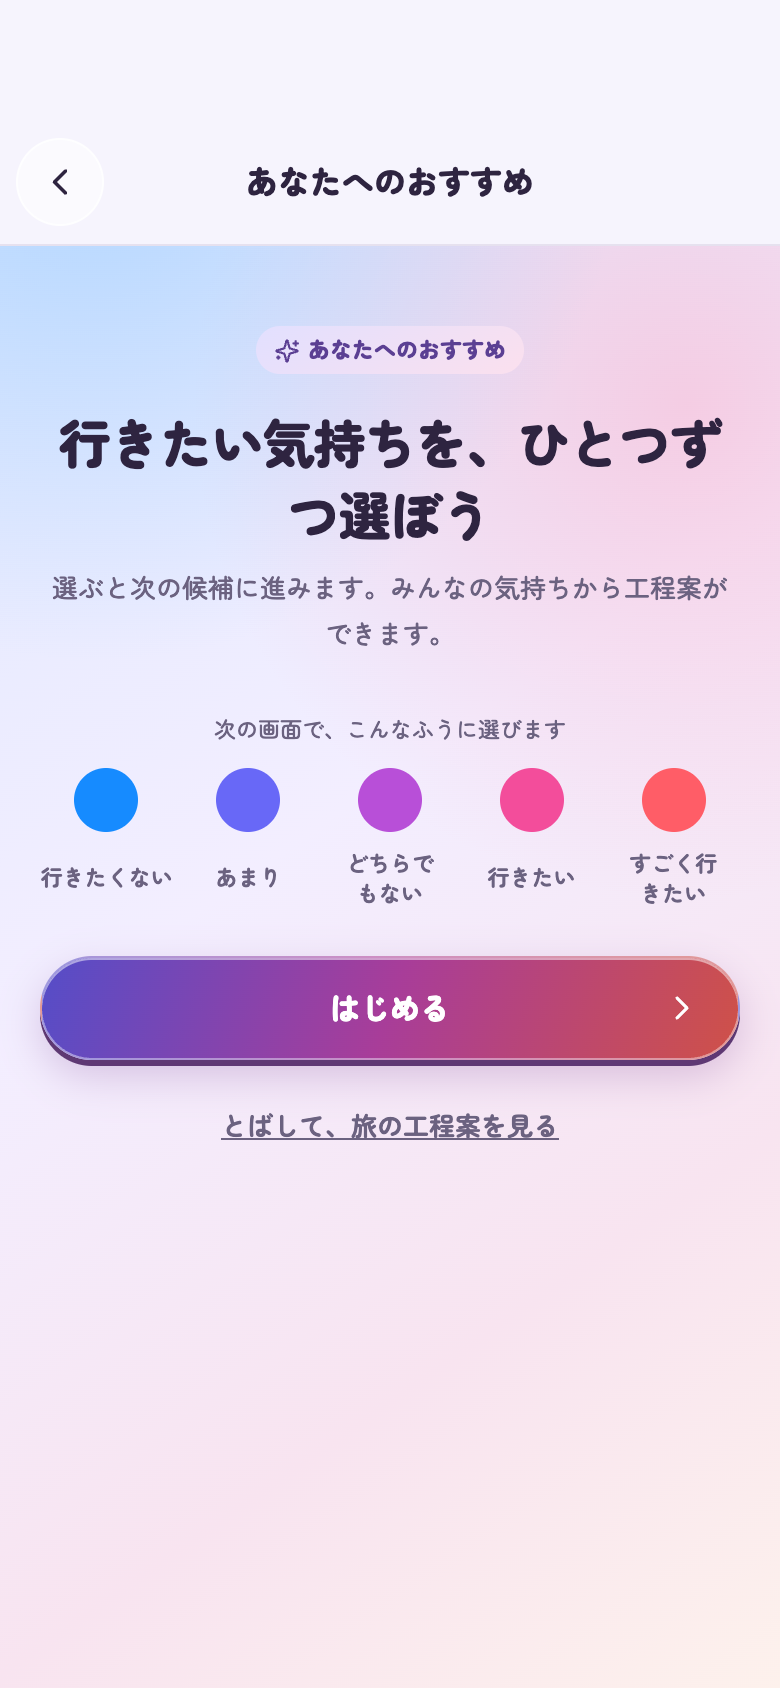 あなたへのおすすめ
あなたへのおすすめ
行きたい気持ちを、ひとつず
つ選ぼう
選ぶと次の候補に進みます。みんなの気持ちから工程案が
できます。
次の画面で、こんなふうに選びます
行きたくない
あまり
どちらで
もない
行きたい
すごく行
きたい
はじめる
とばして、旅の工程案を見る